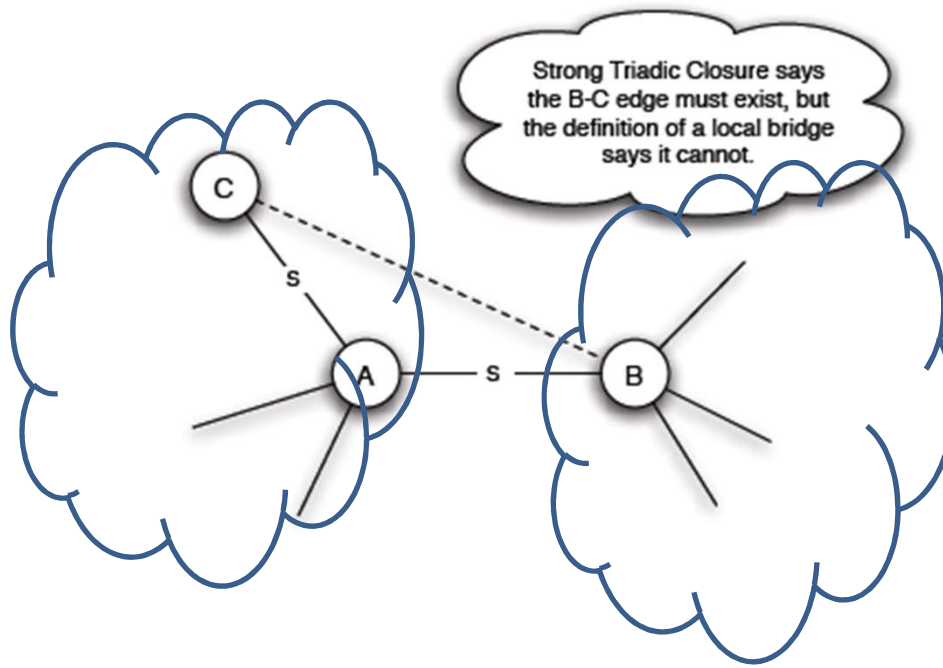 Strong Triadic Closure says
the B-C edge must exist, but
the definition of a local bridge
says it cannot.
C
S
A
S
B